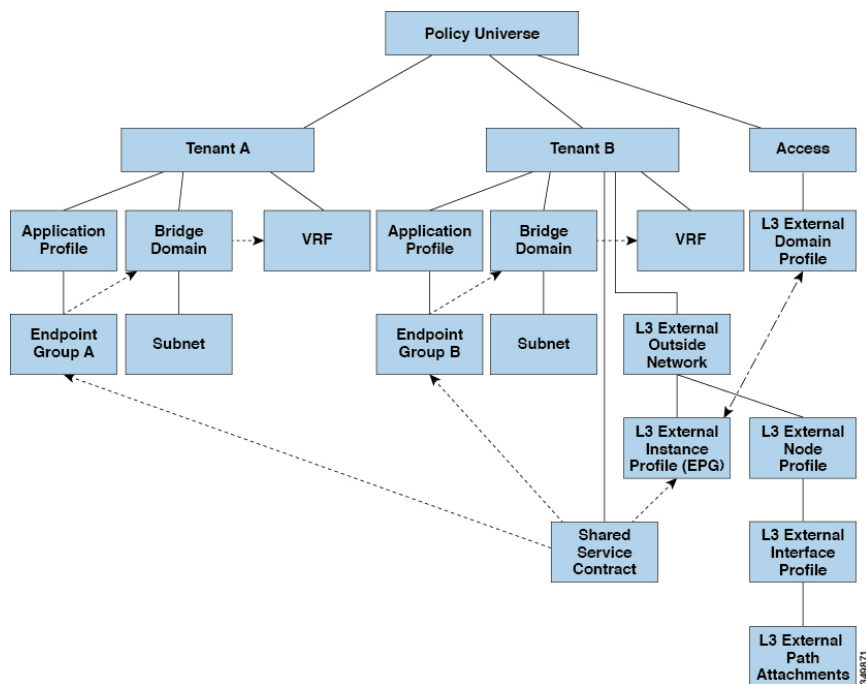 Policy Universe
Tenant A
Tenant B
Access
Application
Profile
Bridge
Domain
VRF
Application
Profile
Bridge
Domain
VRF
L3 External
Domain
Profile
Endpoint
Group A
Subnet
Endpoint
Group B
Subnet
L3 External
Outside
Network
L3 External
Instance
Profile (EPG)
L3 External
Node
Profile
Shared
Service
Contract
L3 External
Interface
Profile
L3 External
Path
Attachments
349871